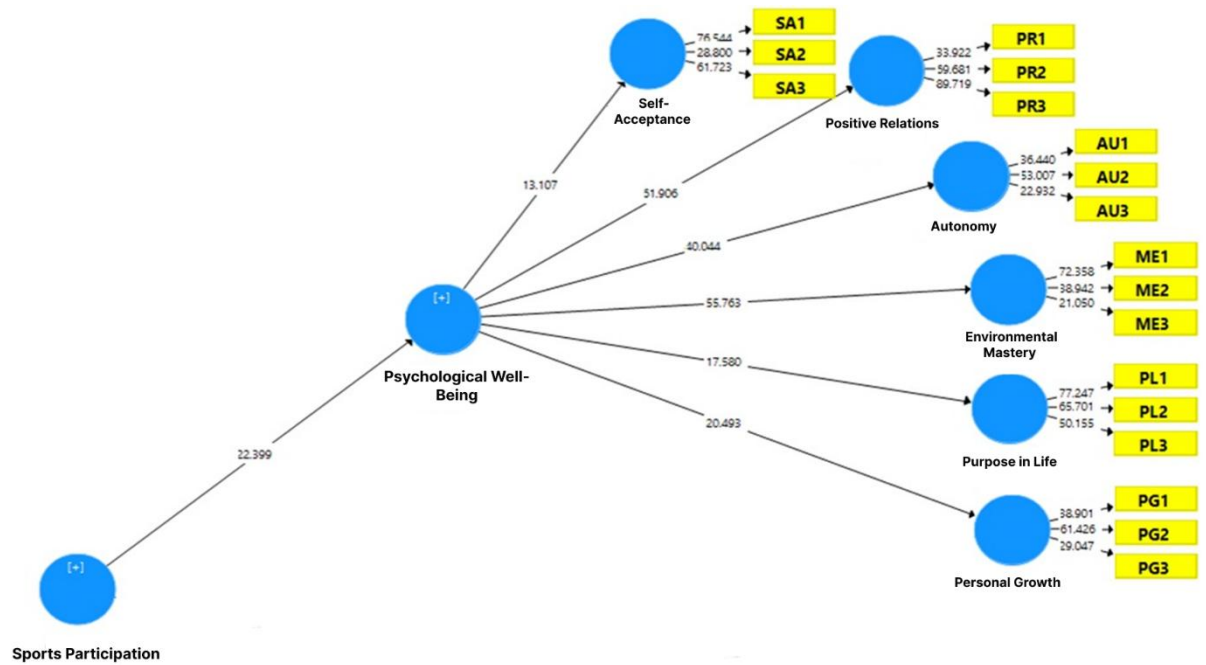 SA1
76.544
28.800
SA2
61.723
SA3
Self-
Acceptance
33.922
PR1
59.681
PR2
89.719
PR3
Positive Relations
36.440
AU1
53.007
AU2
22.932
AU3
Autonomy
13.107
51.906
40.044
55.763
17.580
20.493
72.358
ME1
38.942
ME2
21.050
ME3
Environmental
Mastery
77.247
PL1
65.701
PL2
50.155
PL3
Purpose in Life
38.901
PG1
61.426
PG2
29.047
PG3
Personal Growth
[+]
Psychological Well-
Being
22.399
[+]
Sports Participation